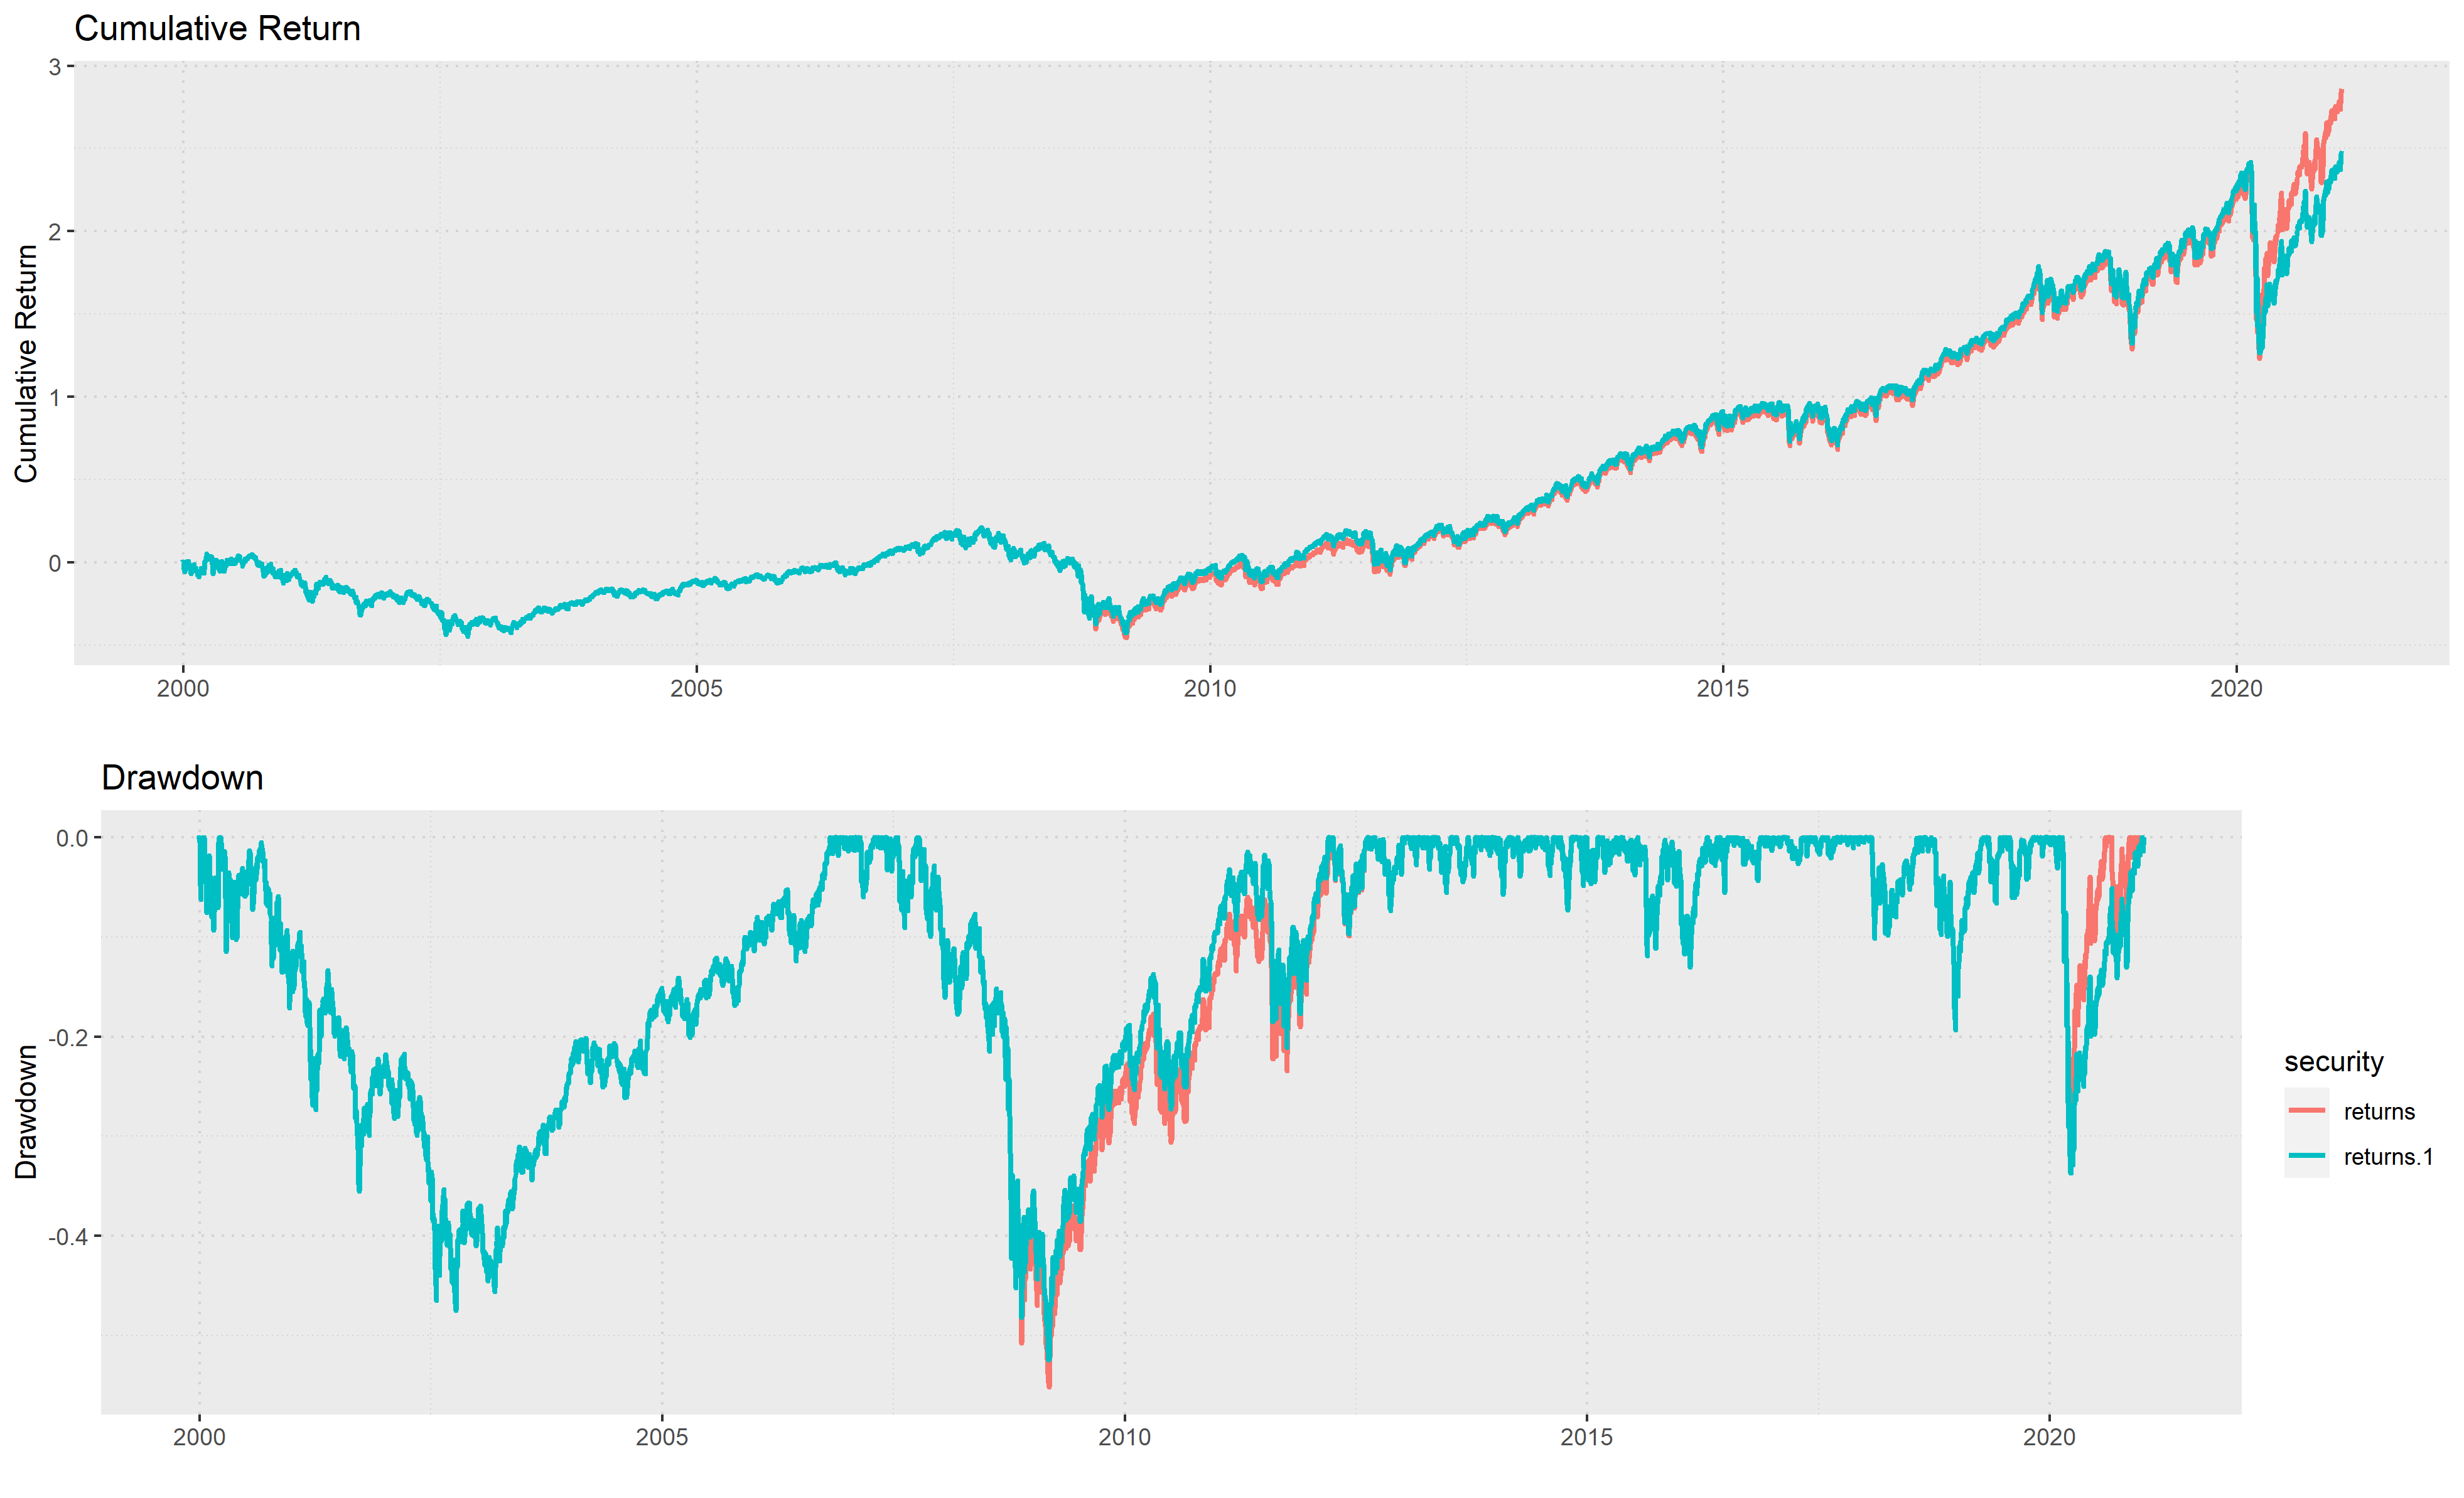 Cumulative Return
Cumulative Return
3
2
1
0
2000 2005 2010 2015 2020
Drawdown
Drawdown
0.0
-0.2
-0.4
2000 2005 2010 2015 2020
security
returns
returns.1